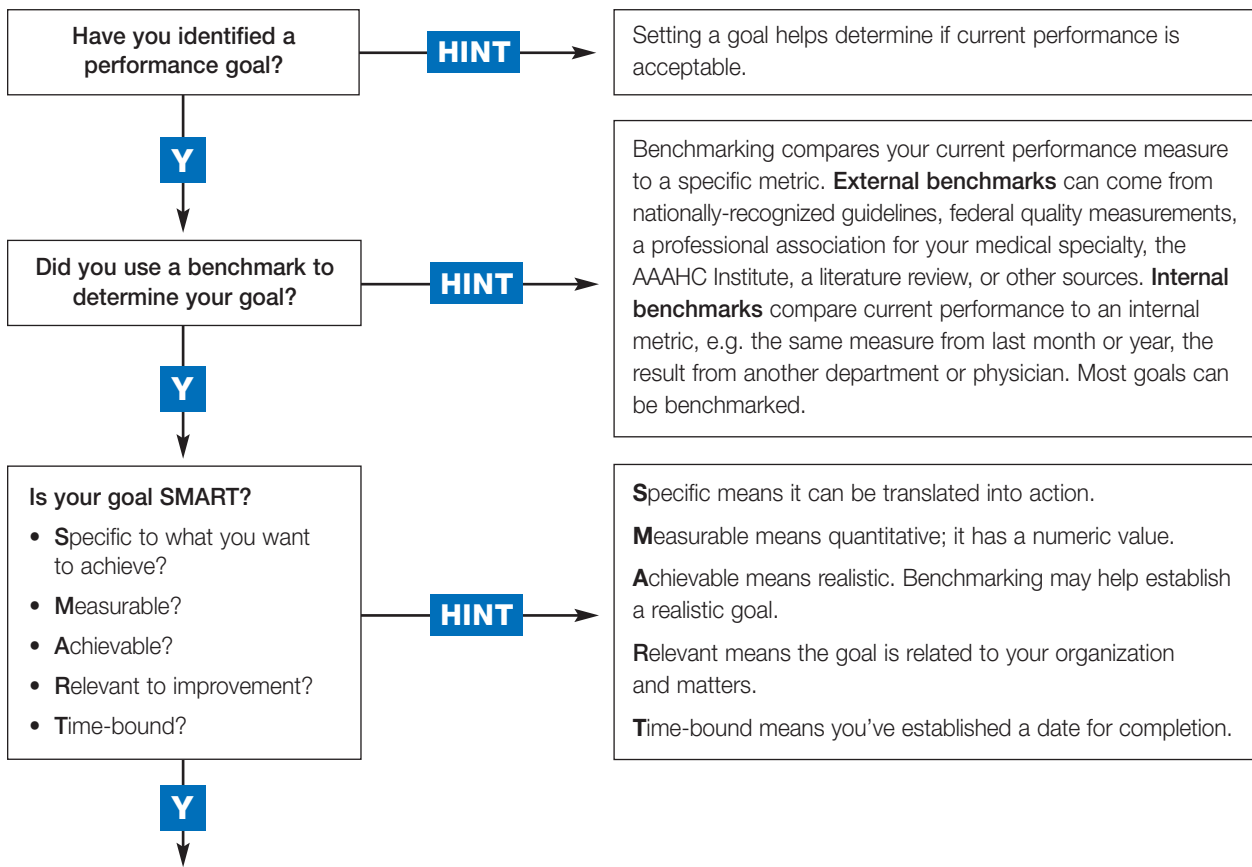 Have you identified a
performance goal?
HINT
Setting a goal helps determine if current performance is
acceptable.
Y
Did you use a benchmark to
determine your goal?
HINT
Benchmarking compares your current performance measure
to a specific metric. External benchmarks can come from
nationally-recognized guidelines, federal quality measurements,
a professional association for your medical specialty, the
AAAHC Institute, a literature review, or other sources. Internal
benchmarks compare current performance to an internal
metric, e.g. the same measure from last month or year, the
result from another department or physician. Most goals can
be benchmarked.
Y
Is your goal SMART?
• Specific to what you want
to achieve?
• Measurable?
• Achievable?
• Relevant to improvement?
• Time-bound?
HINT
Specific means it can be translated into action.
Measurable means quantitative; it has a numeric value.
Achievable means realistic. Benchmarking may help establish
a realistic goal.
Relevant means the goal is related to your organization
and matters.
Time-bound means you've established a date for completion.
Y